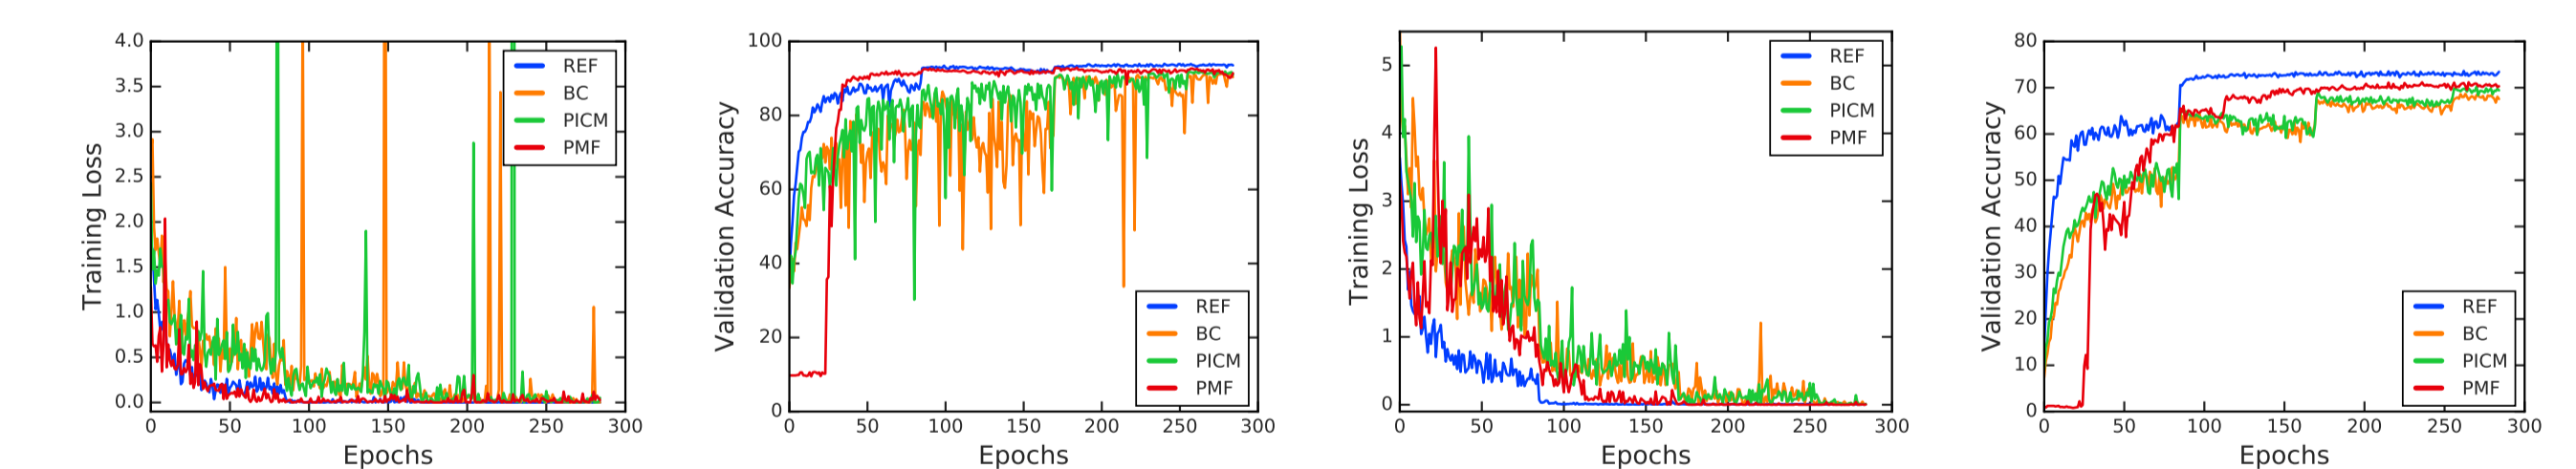 4.0
3.5
3.0
2.5
2.0
1.5
1.0
0.5
0.0
Training Loss
0 50 100 150 200 250 300
Epochs
REF
BC
PICM
PMF
100
80
60
40
20
0
Validation Accuracy
0 50 100 150 200 250 300
Epochs
REF
BC
PICM
PMF
5
4
3
2
1
0
Training Loss
0 50 100 150 200 250 300
Epochs
REF
BC
PICM
PMF
80
70
60
50
40
30
20
10
0
Validation Accuracy
0 50 100 150 200 250 300
Epochs
REF
BC
PICM
PMF